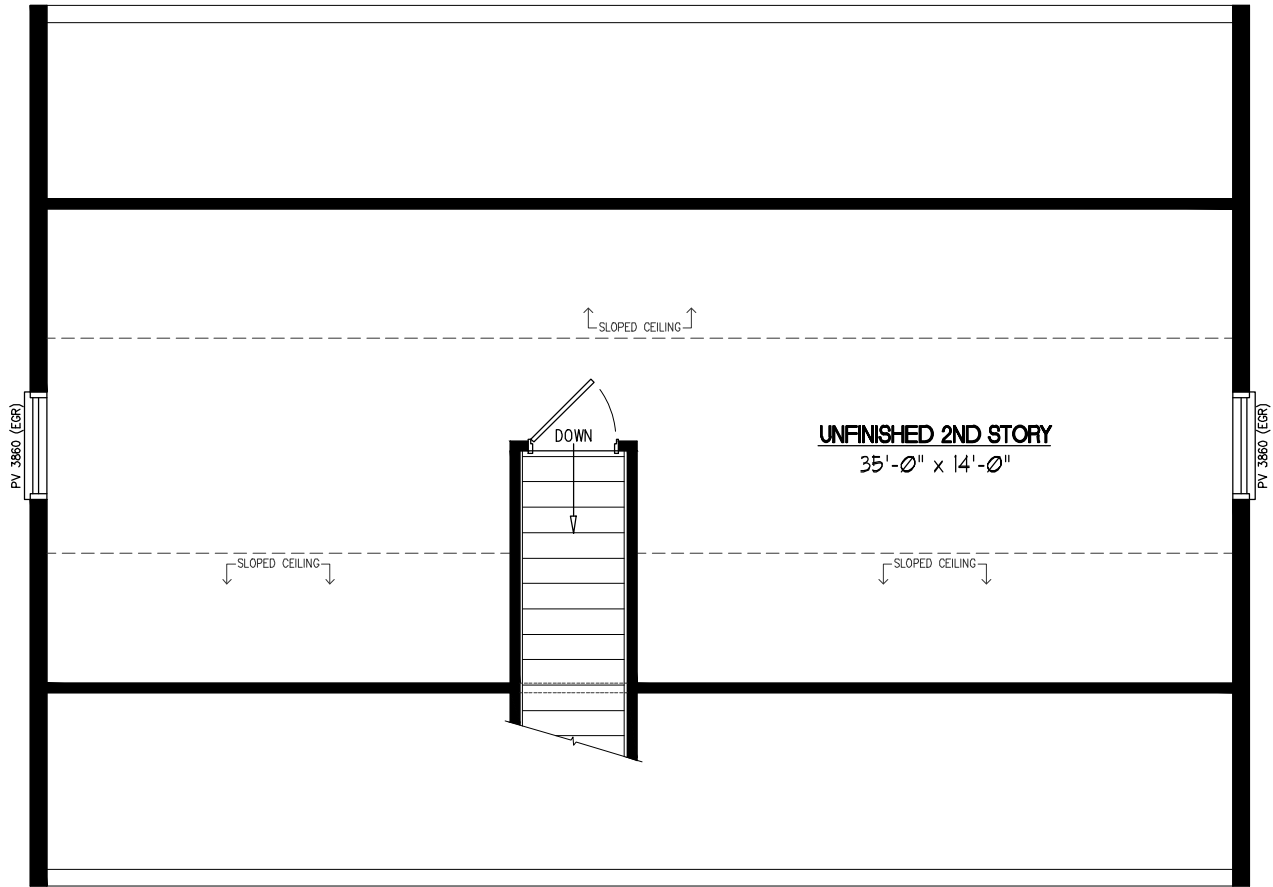 SLOPED CEILING
DOWN
UNFINISHED 2ND STORY
35'-0" x 14'-0"
PV 3860 (EGR)
PV 3860 (EGR)
SLOPED CEILING
SLOPED CEILING